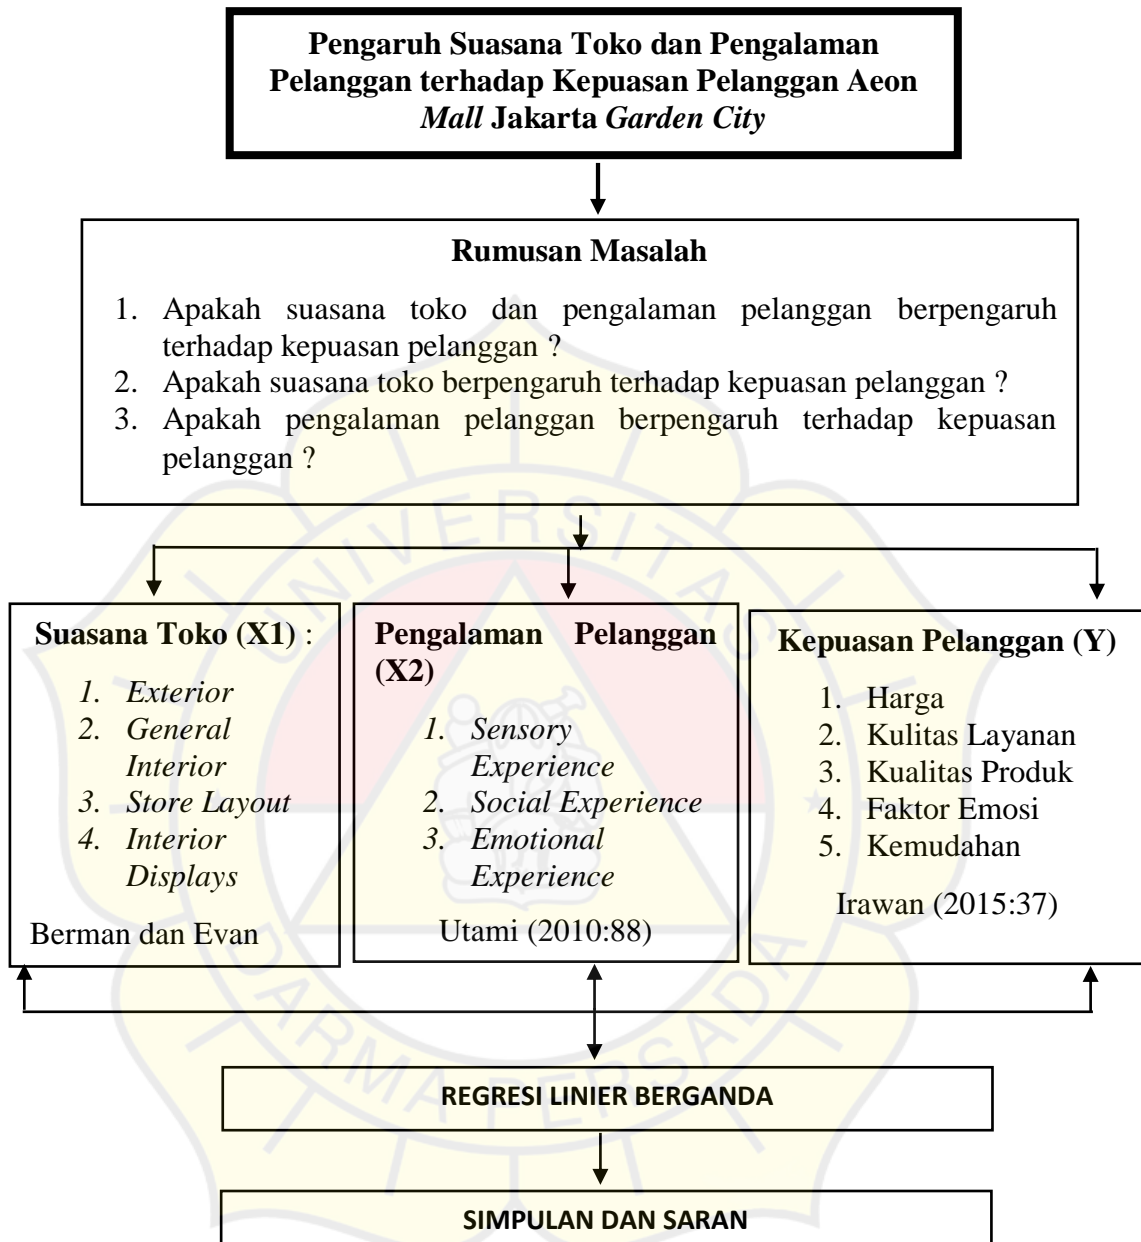 Pengaruh Suasana Toko dan Pengalaman
Pelanggan terhadap Kepuasan Pelanggan Aeon
Mall Jakarta Garden City
Rumusan Masalah
1. Apakah suasana toko dan pengalaman pelanggan berpengaruh
terhadap kepuasan pelanggan ?
2. Apakah suasana toko berpengaruh terhadap kepuasan pelanggan ?
3. Apakah pengalaman pelanggan berpengaruh terhadap kepuasan
pelanggan ?
Suasana Toko (X1) :
1. Exterior
2. General
Interior
3. Store Layout
4. Interior
Displays
Berman dan Evan
Pengalaman Pelanggan
(X2)
1. Sensory
Experience
2. Social Experience
3. Emotional
Experience
Utami (2010:88)
Kepuasan Pelanggan (Y)
1. Harga
2. Kulitas Layanan
3. Kualitas Produk
4. Faktor Emosi
5. Kemudahan
Irawan (2015:37)
REGRESI LINIER BERGANDA
SIMPULAN DAN SARAN
UNIVERSITAS
DARMA PERSADA